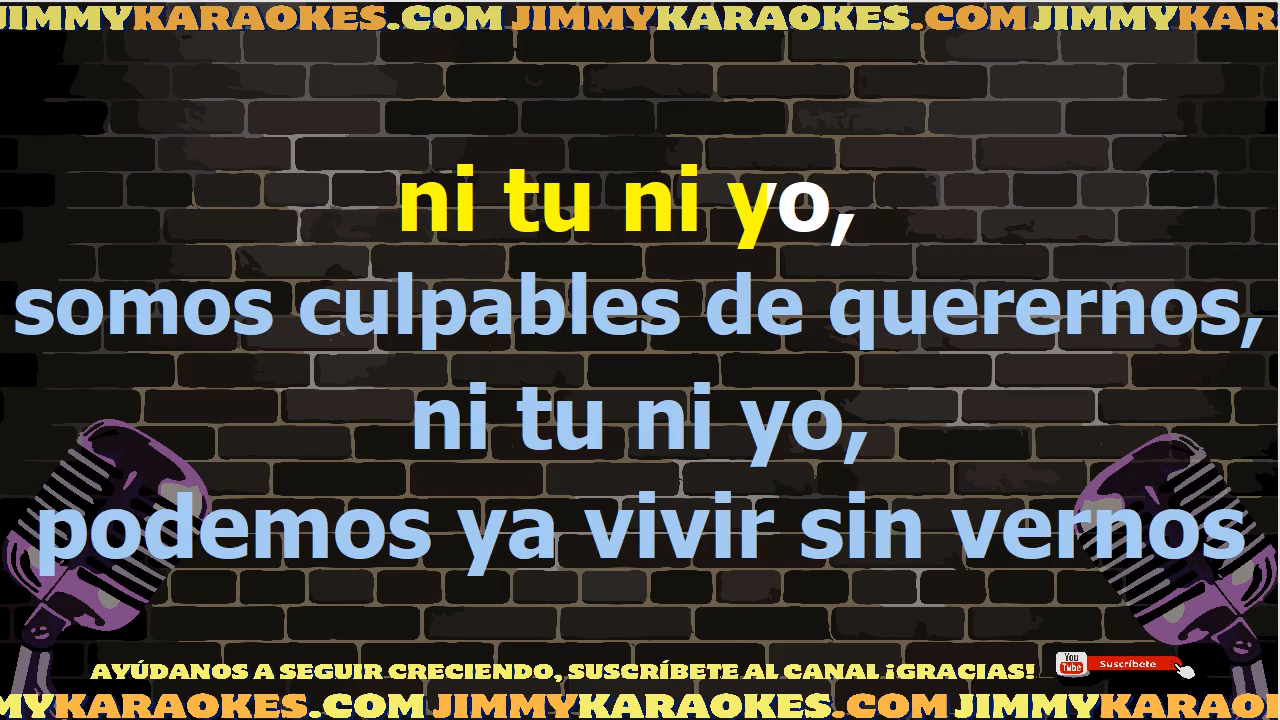 JIMMYKARAOKES.COM JIMMYKARAOKES.COM JIMMYKAR
ni tu ni yo,
somos culpables de querernos,
ni tu ni yo,
podemos ya vivir sin vernos
AYÚDANOS A SEGUIR CRECIENDO, SUSCRÍBETE AL CANAL ¡GRACIAS!
You
Tube
Suscríbete
MYKARAOKES.COM JIMMYKARAOKES.COM JIMMYKARAO